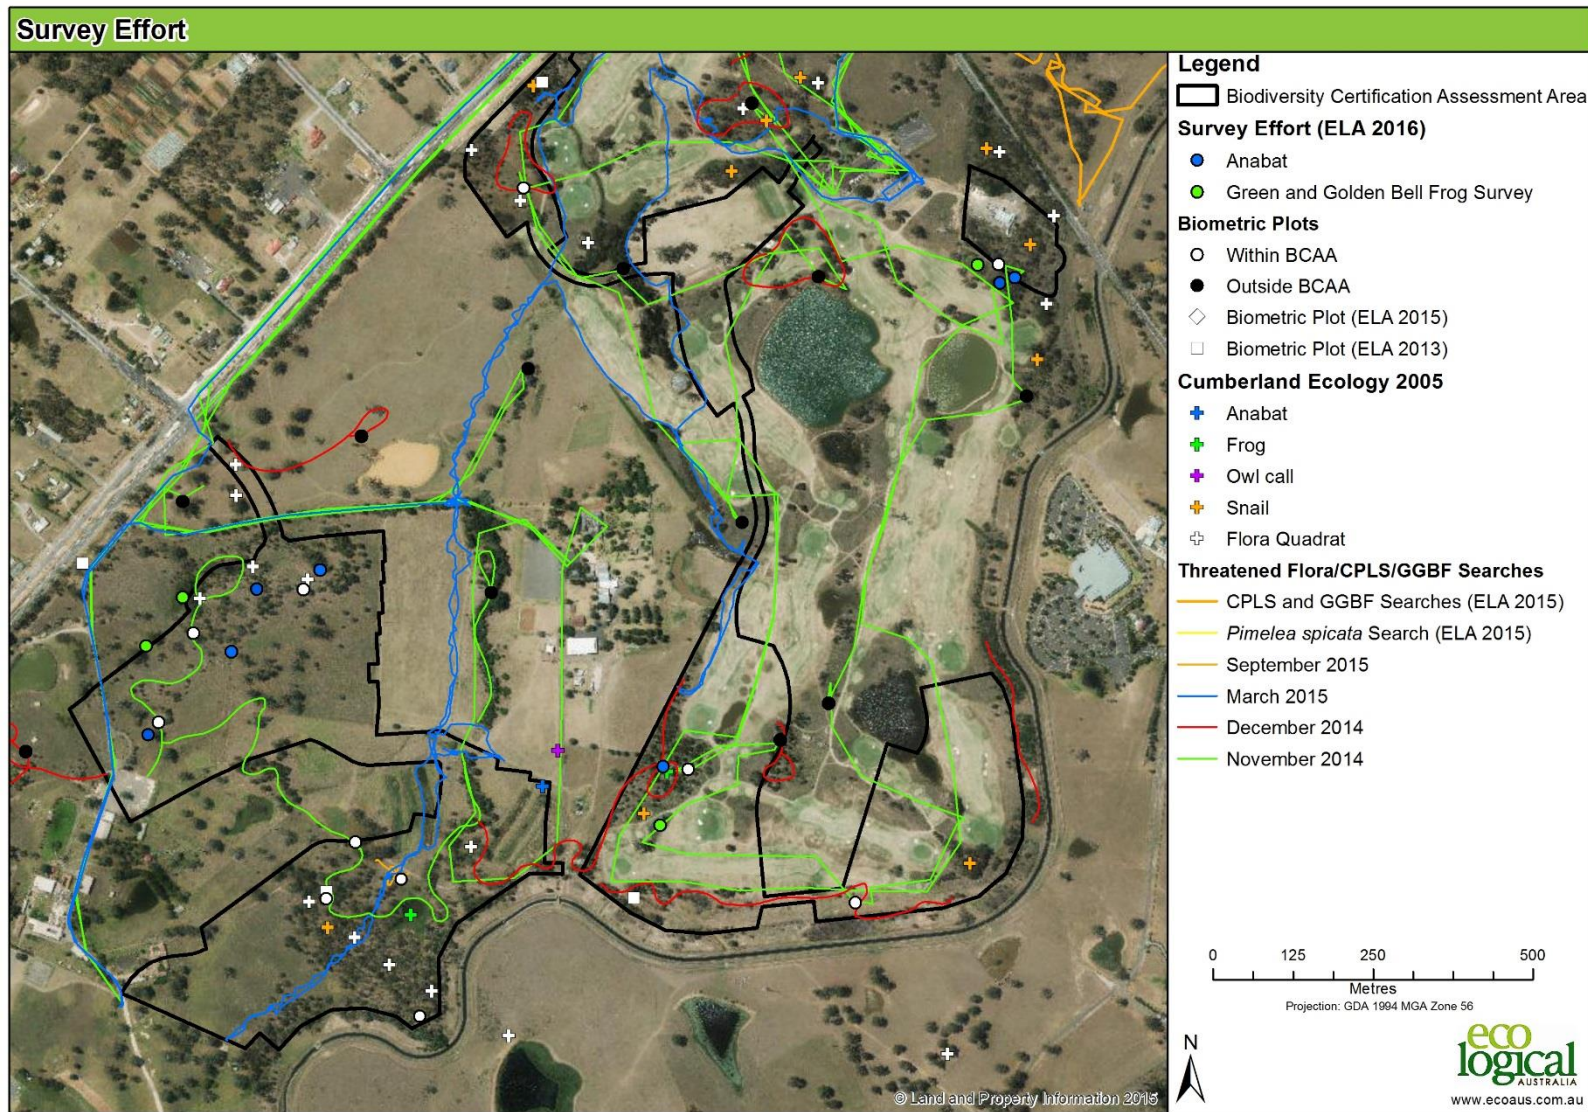 Survey Effort
Legend
Biodiversity Certification Assessment Area
Survey Effort (ELA 2016)
Anabat
Green and Golden Bell Frog Survey
Biometric Plots
Within BCAA
Outside BCAA
Biometric Plot (ELA 2015)
Biometric Plot (ELA 2013)
Cumberland Ecology 2005
Anabat
Frog
Owl call
Snail
Flora Quadrat
Threatened Flora/CPLS/GGBF Searches
CPLS and GGBF Searches (ELA 2015)
Pimelea spicata Search (ELA 2015)
September 2015
March 2015
December 2014
November 2014
0 125 250 500
Metres
Projection: GDA 1994 MGA Zone 56
N
eco
logical
AUSTRALIA
www.ecoaus.com.au
© Land and Property Information 2015